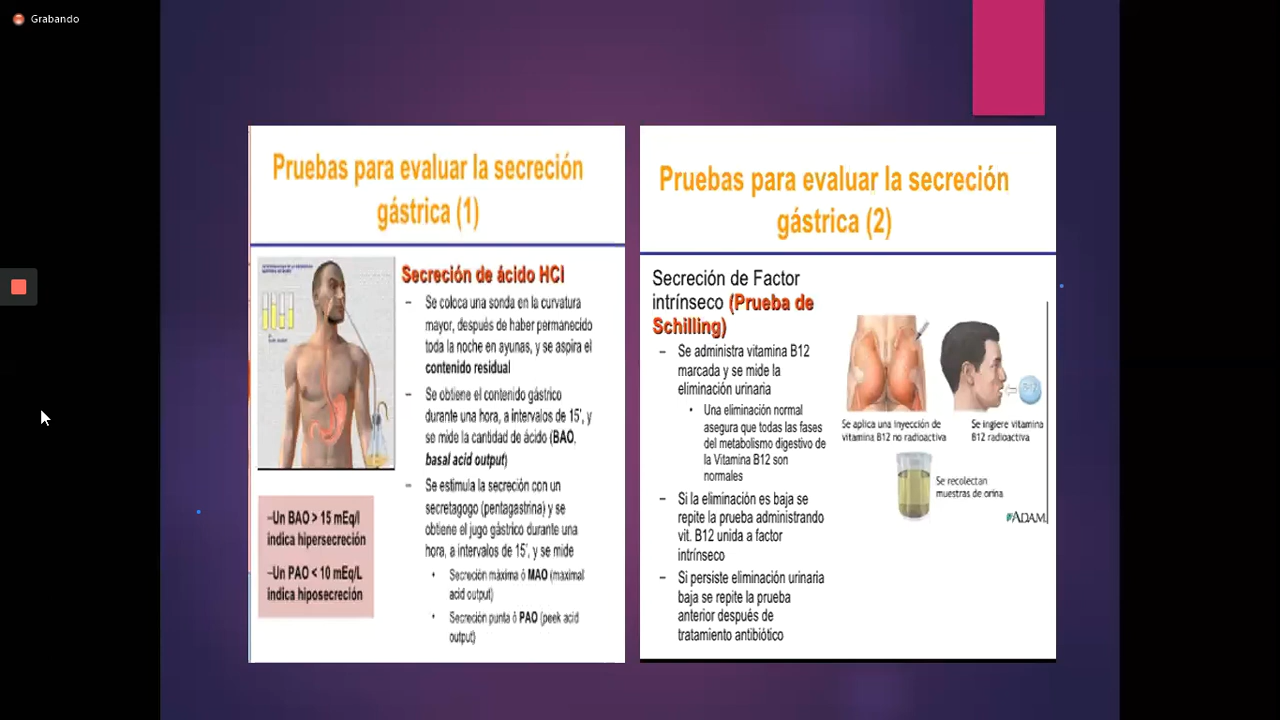 Grabando
Pruebas para evaluar la secreción
gástrica (1)
Secreción de ácido HCl
– Se coloca una sonda en la curvatura
mayor, después de haber permanecido
toda la noche en ayunas, y se aspira el
contenido residual
– Se obtiene el contenido gástrico
durante una hora, a intervalos de 15', y
se mide la cantidad de ácido (BAO,
basal acid output)
– Se estimula la secreción con un
secretagogo (pentagastrina) y se
obtiene el jugo gástrico durante una
hora, a intervalos de 15', y se mide
• Secreción máxima ó MAO (maximal
acid output)
• Secreción punta ó PAO (peek acid
output)
–Un BAO > 15 mEq/l
indica hipersecreción
–Un PAO < 10 mEq/L
indica hiposecreción
Pruebas para evaluar la secreción
gástrica (2)
Secreción de Factor
intrínseco (Prueba de
Schilling)
– Se administra vitamina B12
marcada y se mide la
eliminación urinaria
• Una eliminación normal
asegura que todas las fases
del metabolismo digestivo de
la Vitamina B12 son
normales
– Si la eliminación es baja se
repite la prueba administrando
vit. B12 unida a factor
intrínseco
– Si persiste eliminación urinaria
baja se repite la prueba
anterior después de
tratamiento antibiótico
B12
Se aplica una inyección de
vitamina B12 no radioactiva
Se ingiere vitamina
B12 radioactiva
Se recolectan
muestras de orina
ADAM